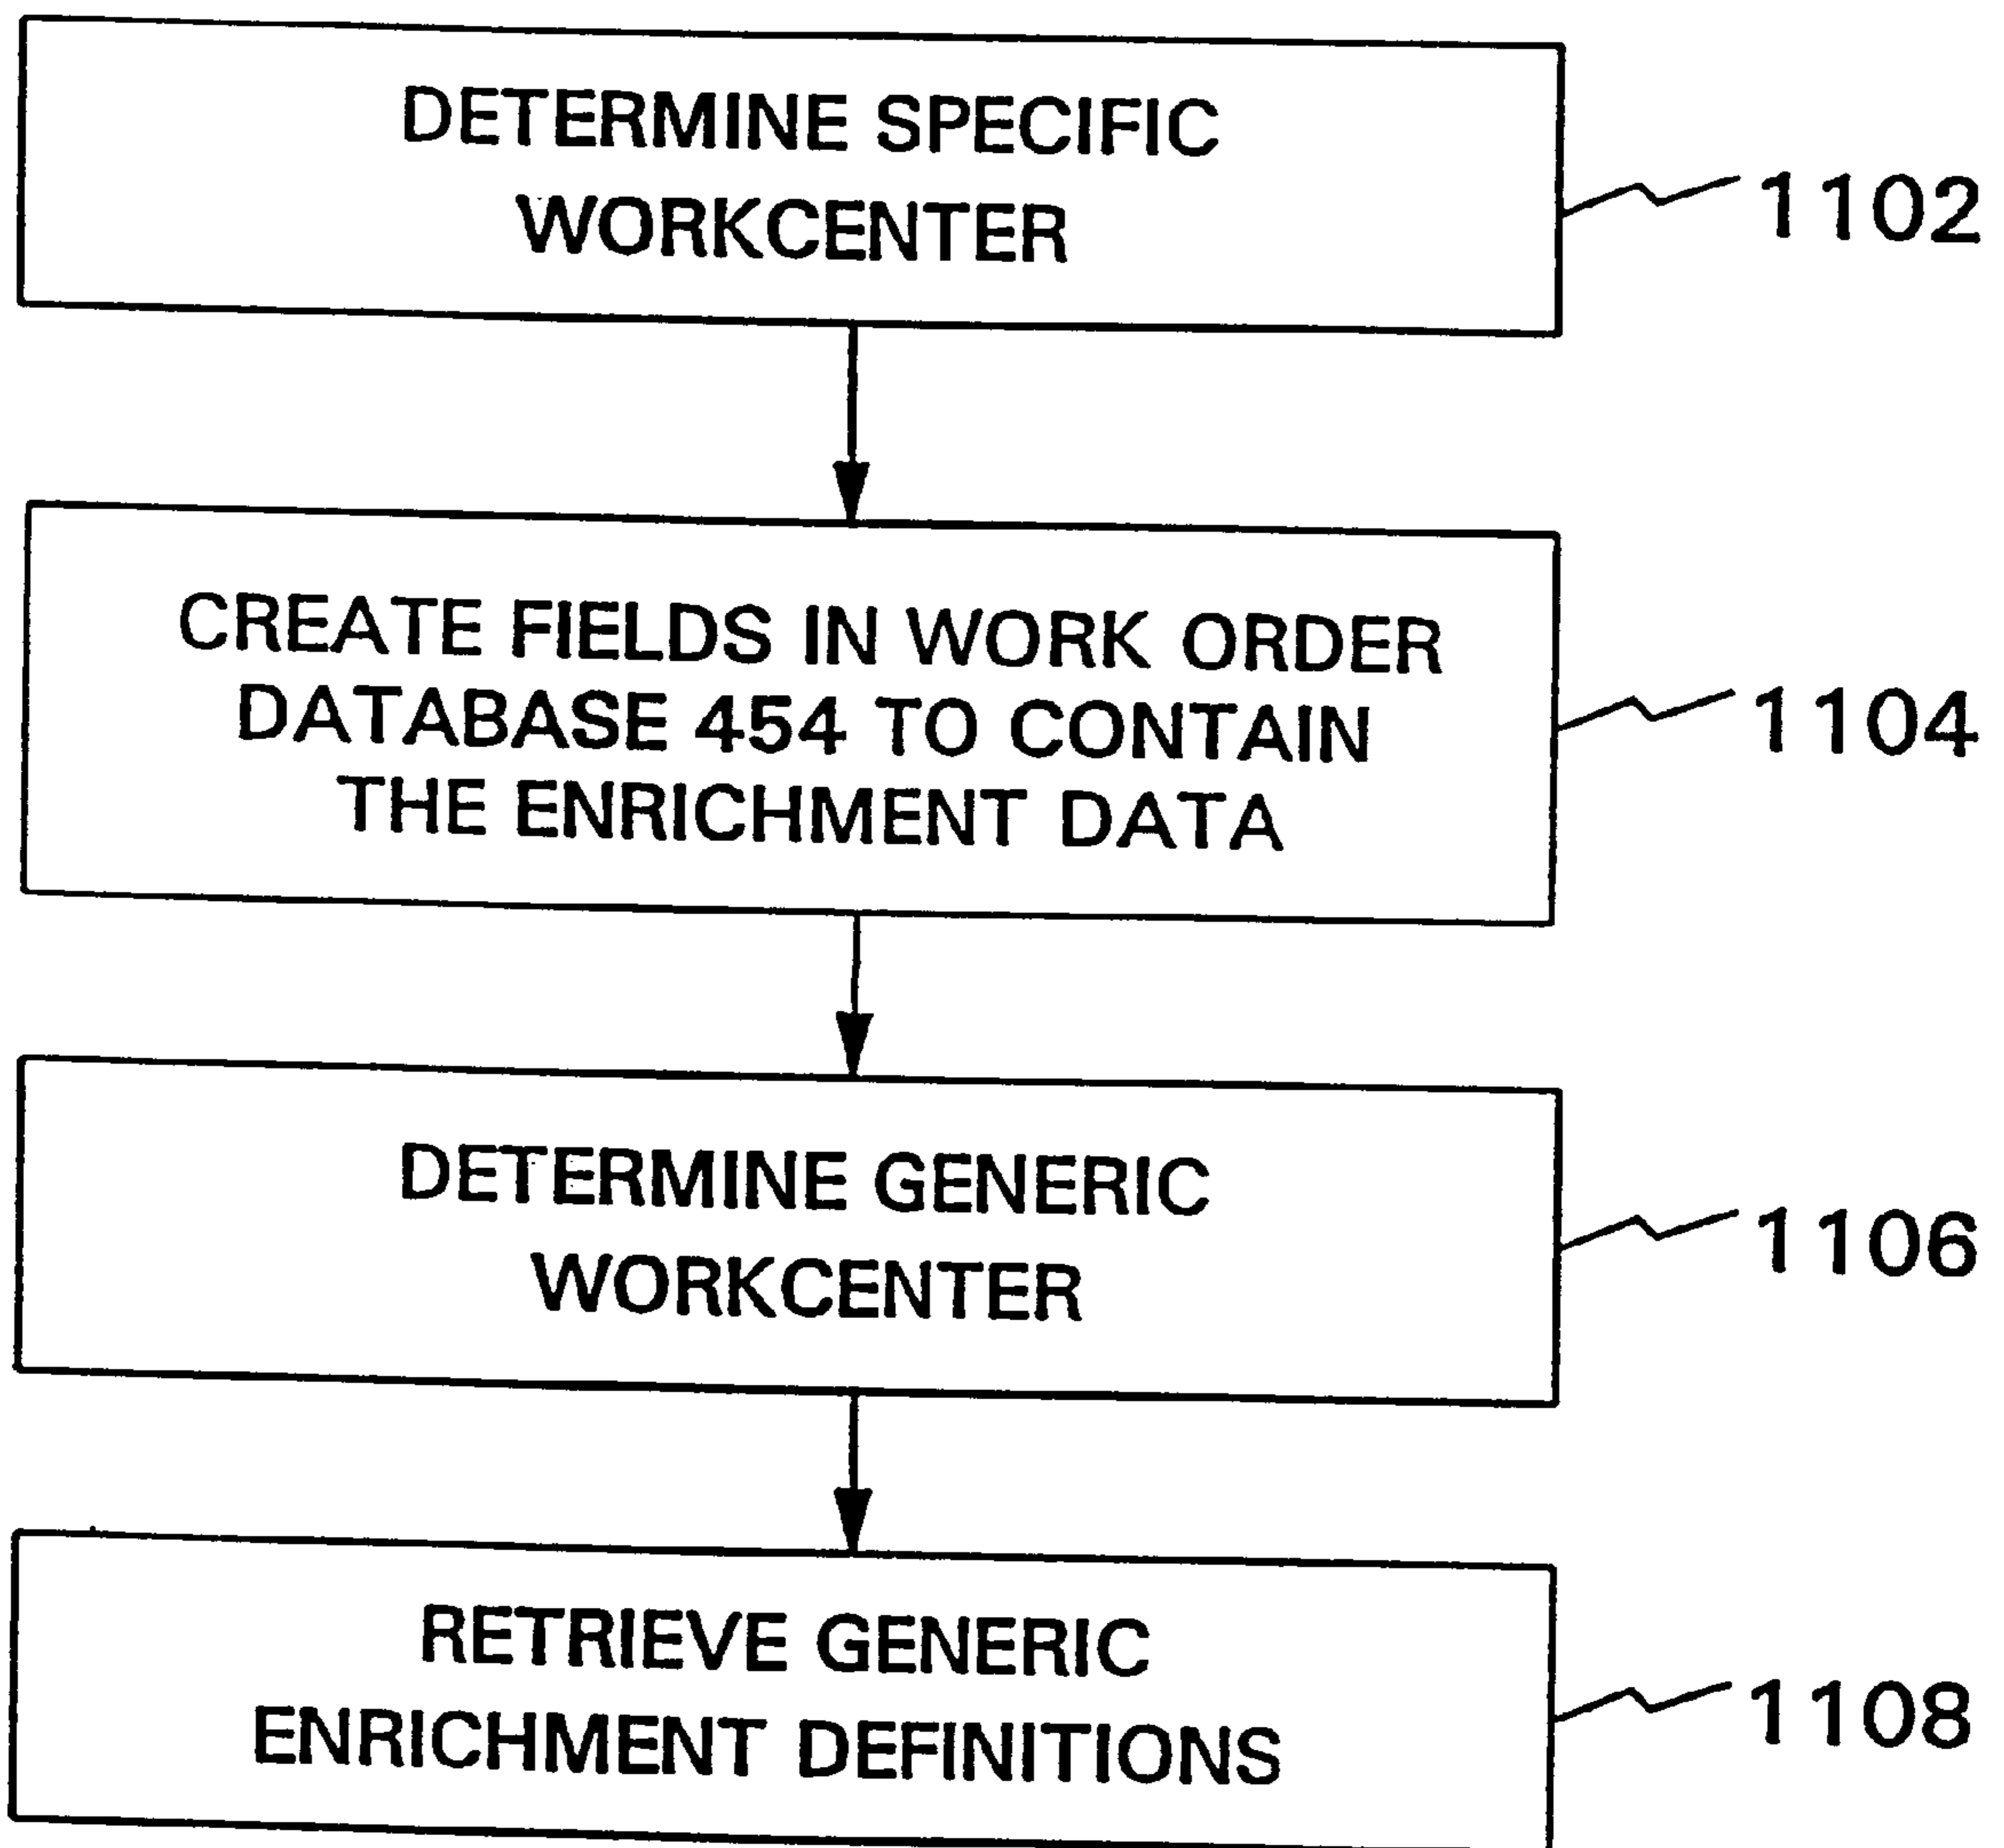 DETERMINE SPECIFIC
WORKCENTER
1102
CREATE FIELDS IN WORK ORDER
DATABASE 454 TO CONTAIN
THE ENRICHMENT DATA
1104
DETERMINE GENERIC
WORKCENTER
1106
RETRIEVE GENERIC
ENRICHMENT DEFINITIONS
1108